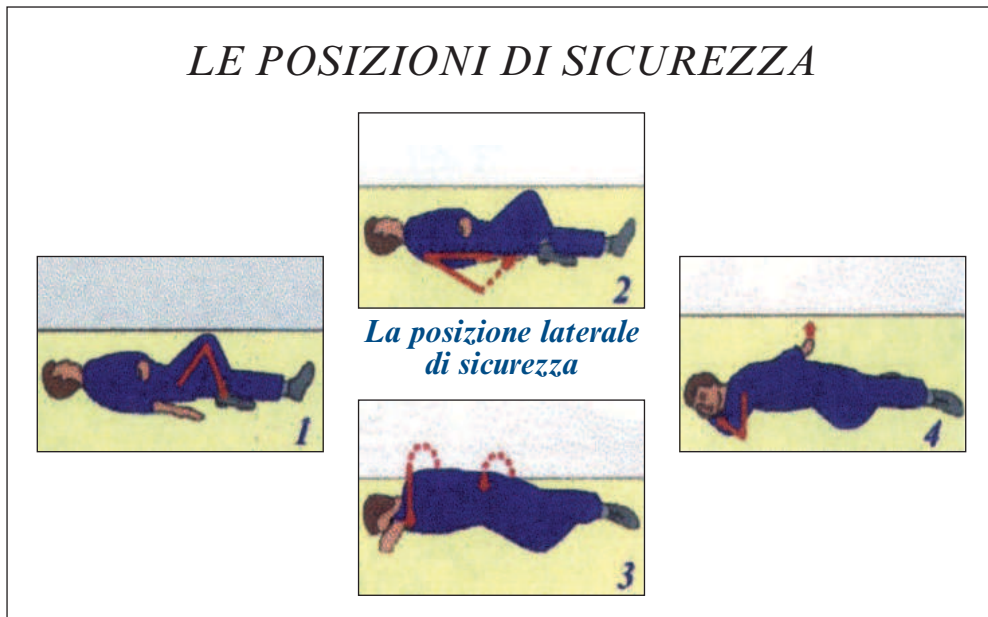 LE POSIZIONI DI SICUREZZA
2
La posizione laterale
di sicurezza
1
4
3